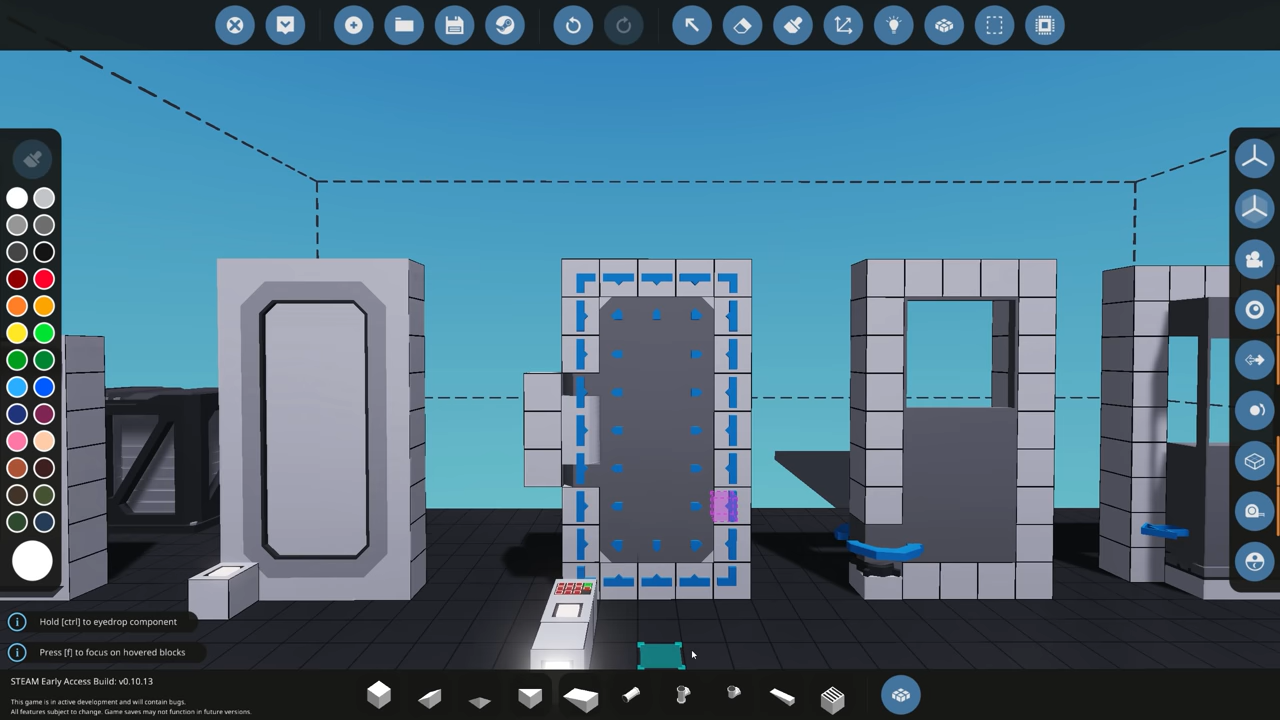 Hold [ctrl] to eyedrop component
Press [f] to focus on hovered blocks
STEAM Early Access Build: v0.10.13
This game is in active development and will contain bugs.
All features subject to change. Game saves may not function in future versions.